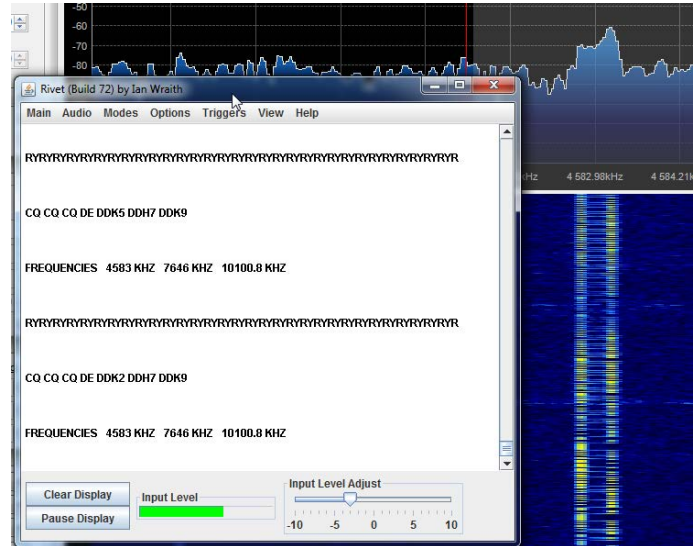 -50
-60
-70
-80
Rivet (Build 72) by Ian Wraith
Main Audio Modes Options Triggers View Help
RYRYRYRYRYRYRYRYRYRYRYRYRYRYRYRYRYRYRYRYRYRYRYRYRYRYRYRYRYRYRYRY
CQ CQ CQ DE DDK5 DDH7 DDK9
FREQUENCIES 4583 KHZ 7646 KHZ 10100.8 KHZ
RYRYRYRYRYRYRYRYRYRYRYRYRYRYRYRYRYRYRYRYRYRYRYRYRYRYRYRYRYRYRYRY
CQ CQ CQ DE DDK2 DDH7 DDK9
FREQUENCIES 4583 KHZ 7646 KHZ 10100.8 KHZ
kHz 4 582.98kHz 4 584.21k
Clear Display
Pause Display
Input Level
Input Level Adjust
-10 -5 0 5 10